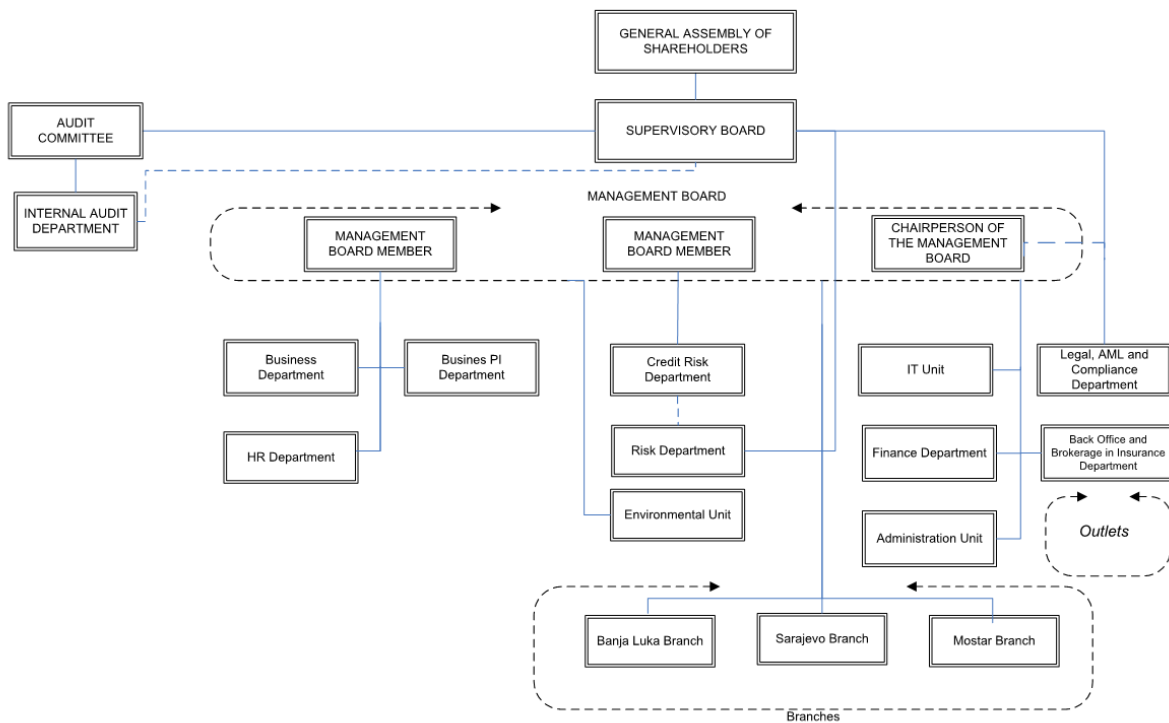 GENERAL ASSEMBLY OF
SHAREHOLDERS
AUDIT
COMMITTEE
SUPERVISORY BOARD
INTERNAL AUDIT
DEPARTMENT
MANAGEMENT BOARD
MANAGEMENT
BOARD MEMBER
MANAGEMENT
BOARD MEMBER
CHAIRPERSON OF
THE MANAGEMENT
BOARD
Business
Department
Busines PI
Department
Credit Risk
Department
IT Unit
Legal, AML and
Compliance
Department
HR Department
Risk Department
Finance Department
Back Office and
Brokerage in Insurance
Department
Environmental Unit
Administration Unit
Outlets
Banja Luka Branch
Sarajevo Branch
Mostar Branch
Branches